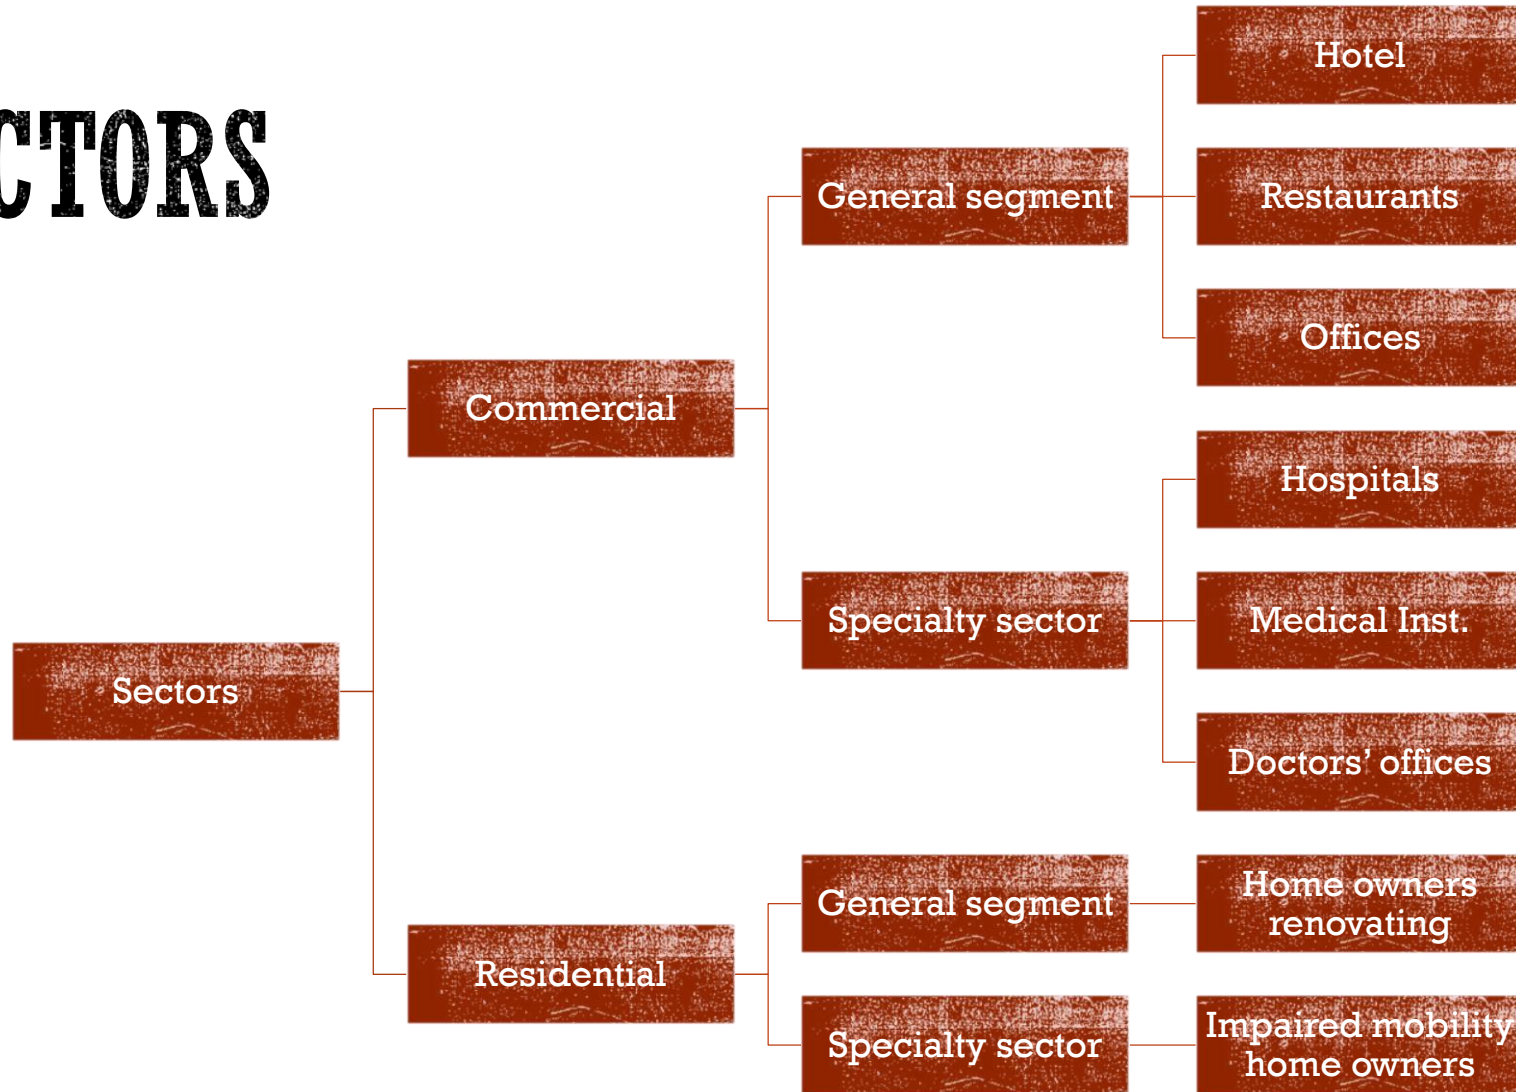 CTORS
Hotel
General segment
Restaurants
Offices
Commercial
Hospitals
Specialty sector
Medical Inst.
Sectors
Doctors’ offices
General segment
Home owners
renovating
Residential
Specialty sector
Impaired mobility
home owners